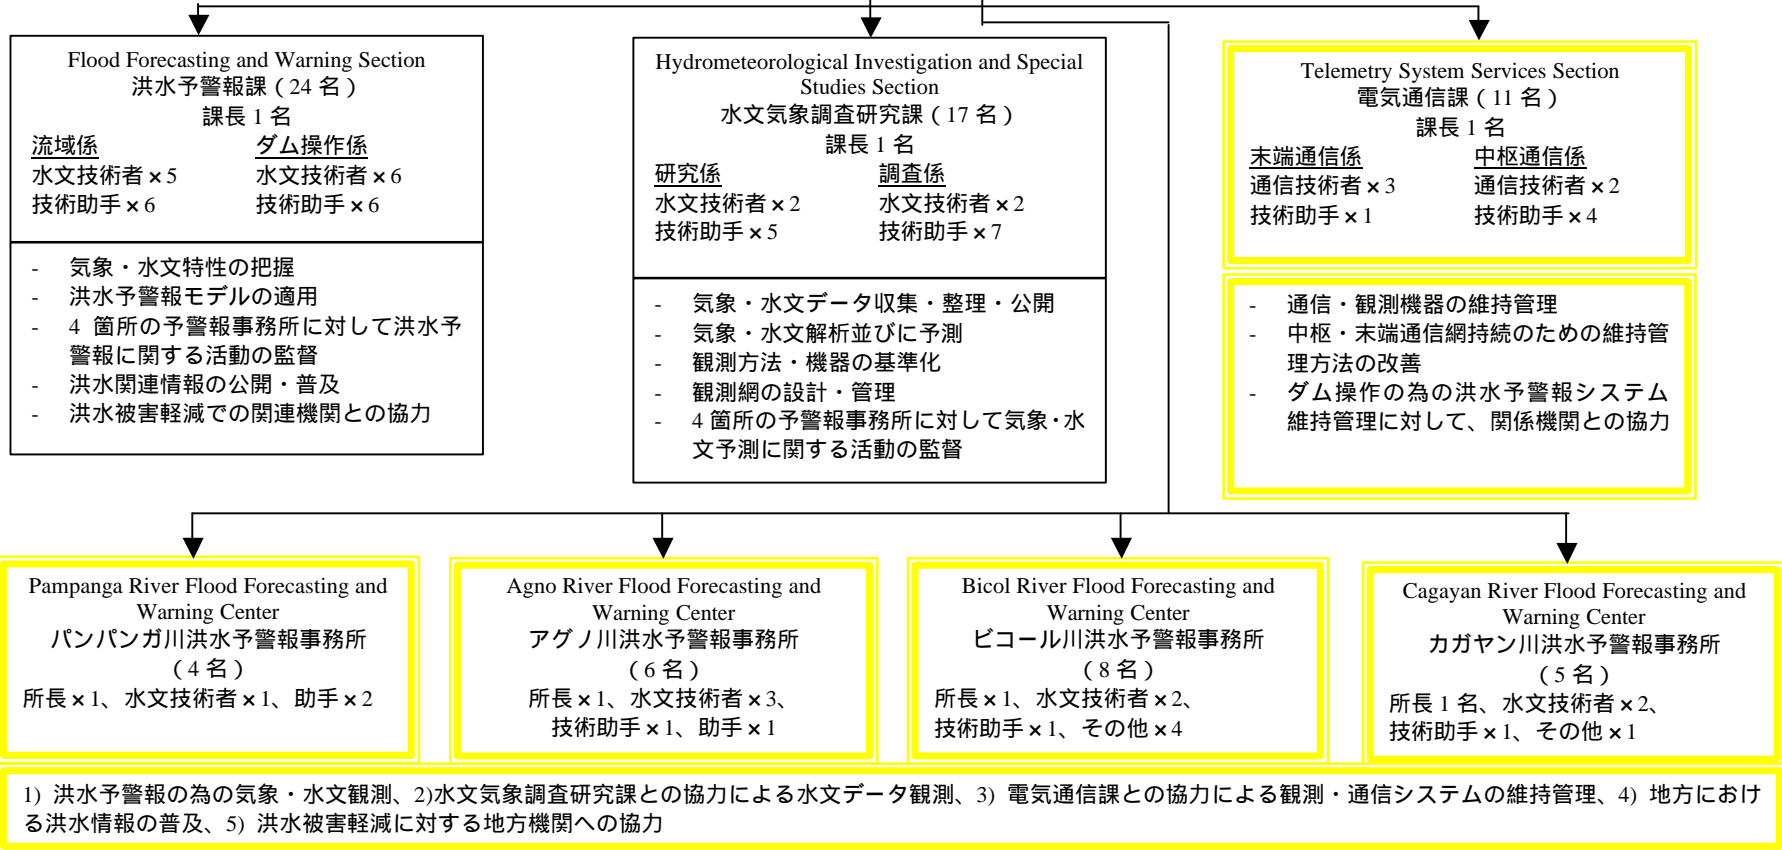 Flood Forecasting and Warning Section
洪水予警報課（24 名）
課長 1 名
流域係 ダム操作係
水文技術者×5 水文技術者×6
技術助手×6 技術助手×6
- 気象・水文特性の把握
- 洪水予警報モデルの適用
- 4 箇所の予警報事務所に対して洪水予
警報に関する活動の監督
- 洪水関連情報の公開・普及
- 洪水被害軽減での関連機関との協力
Hydrometeorological Investigation and Special
Studies Section
水文気象調査研究課（17 名）
課長 1 名
研究係 調査係
水文技術者×2 水文技術者×2
技術助手×5 技術助手×7
- 気象・水文データ収集・整理・公開
- 気象・水文解析並びに予測
- 観測方法・機器の基準化
- 観測網の設計・管理
- 4 箇所の予警報事務所に対して気象・水
文予測に関する活動の監督
Telemetry System Services Section
電気通信課（11 名）
課長 1 名
末端通信係 中枢通信係
通信技術者×3 通信技術者×2
技術助手×1 技術助手×4
- 通信・観測機器の維持管理
- 中枢・末端通信網持続のための維持管
理方法の改善
- ダム操作の為の洪水予警報システム
維持管理に対して、関係機関との協力
Pampanga River Flood Forecasting and
Warning Center
パンパンガ川洪水予警報事務所
（4 名）
所長×1、水文技術者×1、助手×2
Agno River Flood Forecasting and
Warning Center
アグノ川洪水予警報事務所
（6 名）
所長×1、水文技術者×3、
技術助手×1、助手×1
Bicol River Flood Forecasting and
Warning Center
ビコール川洪水予警報事務所
（8 名）
所長×1、水文技術者×2、
技術助手×1、その他×4
Cagayan River Flood Forecasting and
Warning Center
カガヤン川洪水予警報事務所
（5 名）
所長 1 名、水文技術者×2、
技術助手×1、その他×1
1) 洪水予警報の為の気象・水文観測、2)水文気象調査研究課との協力による水文データ観測、3) 電気通信課との協力による観測・通信システムの維持管理、4) 地方におけ
る洪水情報の普及、5) 洪水被害軽減に対する地方機関への協力